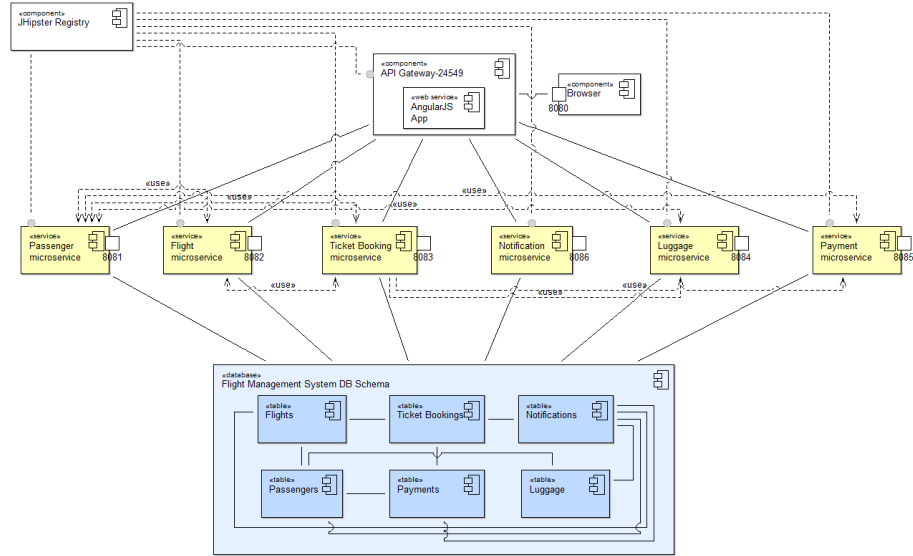 «component»
JHipster Registry
«component»
API Gateway-24549
«web service»
AngularJS
App
«component»
Browser
8080
«use»
«use»
«use»
«service»
Passenger
microservice
8081
«service»
Flight
microservice
8082
«service»
Ticket Booking
microservice
8083
«service»
Notification
microservice
8086
«service»
Luggage
microservice
8084
«service»
Payment
microservice
8085
«use»
«use»
«use»
«database»
Flight Management System DB Schema
«table»
Flights
«table»
Ticket Bookings
«table»
Notifications
«table»
Passengers
«table»
Payments
«table»
Luggage